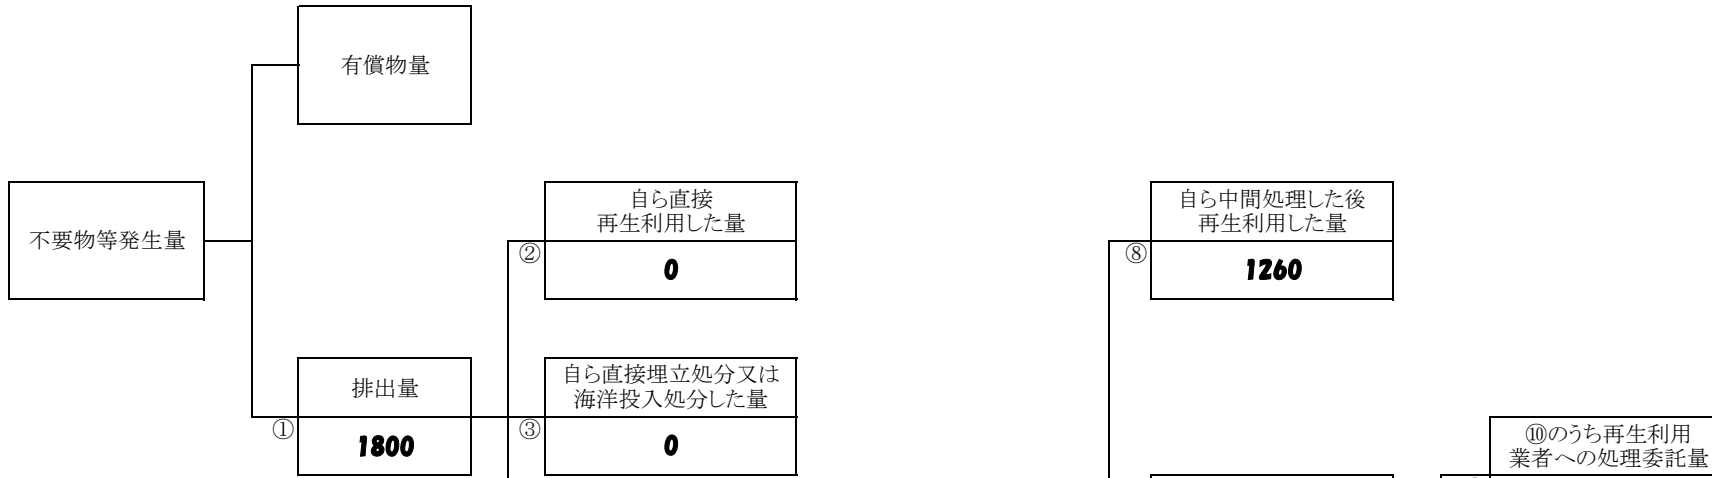 有償物量
不要物等発生量
自ら直接
再生利用した量
②
0
自ら中間処理した後
再生利用した量
⑧
1260
排出量
①
1800
自ら直接埋立処分又は
海洋投入処分した量
③
0
⑩のうち再生利用
業者への処理委託量